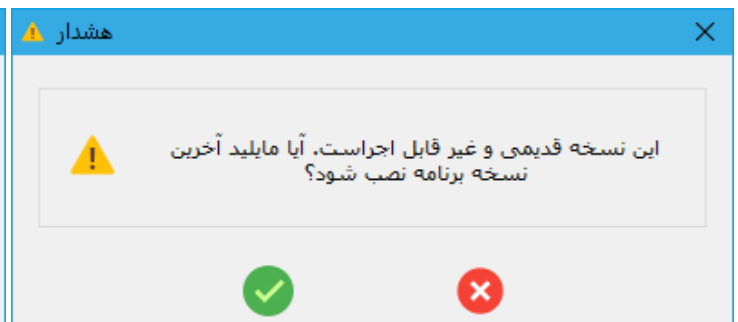 هشدار
این نسخه قدیمی و غیر قابل اجراست. آیا مایلید آخرین
نسخه برنامه نصب شود؟